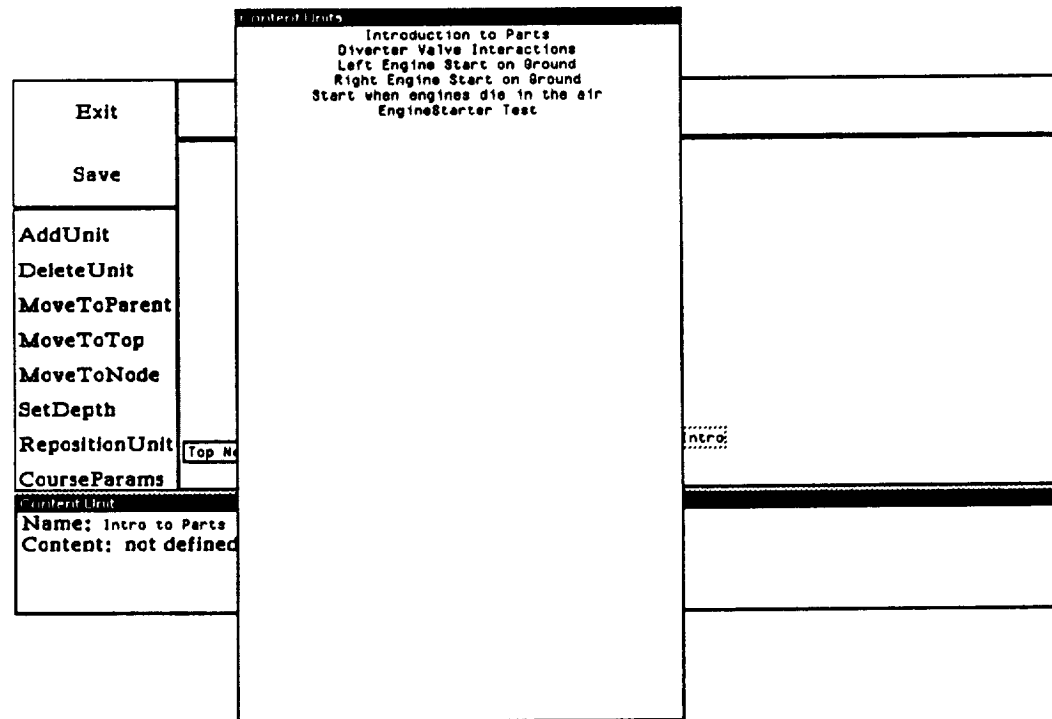 Content Units
Introduction to Parts
Diverter Valve Interactions
Left Engine Start on Ground
Right Engine Start on Ground
Start when engines die in the air
EngineStarter Test
Exit
Save
AddUnit
DeleteUnit
MoveToParent
MoveToTop
MoveToNode
SetDepth
RepositionUnit
CourseParams
Top
Intro
Content Unit
Name: Intro to Parts
Content: not defined